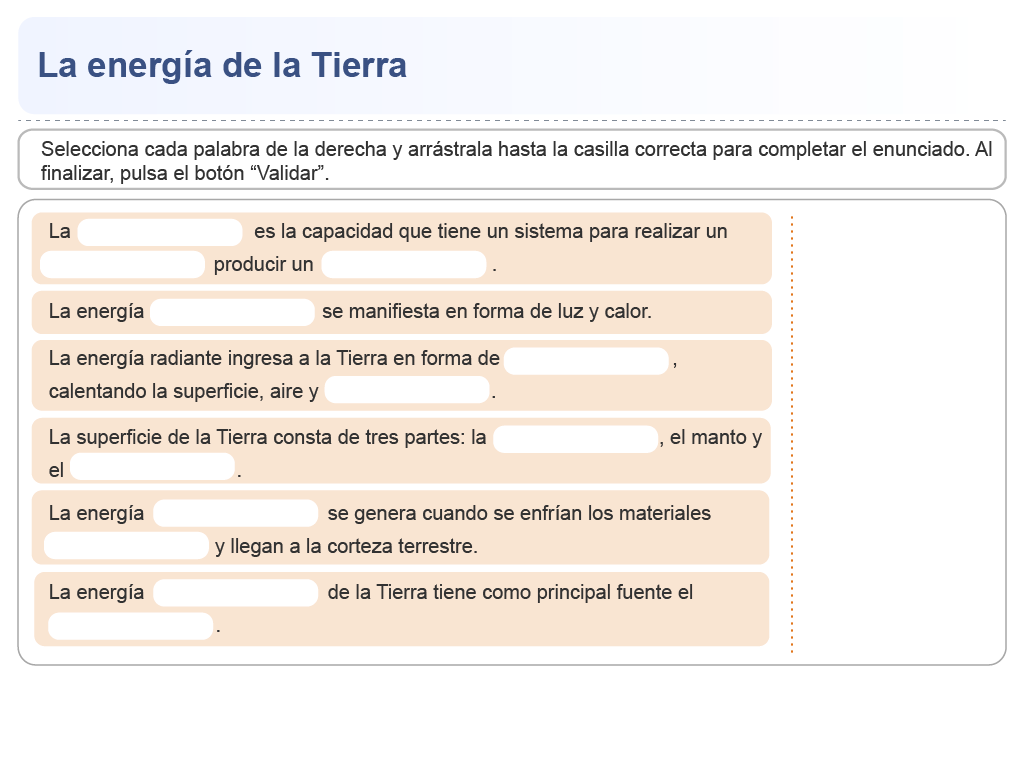 La energía de la Tierra
Selecciona cada palabra de la derecha y arrástrala hasta la casilla correcta para completar el enunciado. Al
finalizar, pulsa el botón “Validar”.
La es la capacidad que tiene un sistema para realizar un
producir un .
La energía se manifiesta en forma de luz y calor.
La energía radiante ingresa a la Tierra en forma de ,
calentando la superficie, aire y .
La superficie de la Tierra consta de tres partes: la , el manto y
el .
La energía se genera cuando se enfrían los materiales
y llegan a la corteza terrestre.
La energía de la Tierra tiene como principal fuente el
.